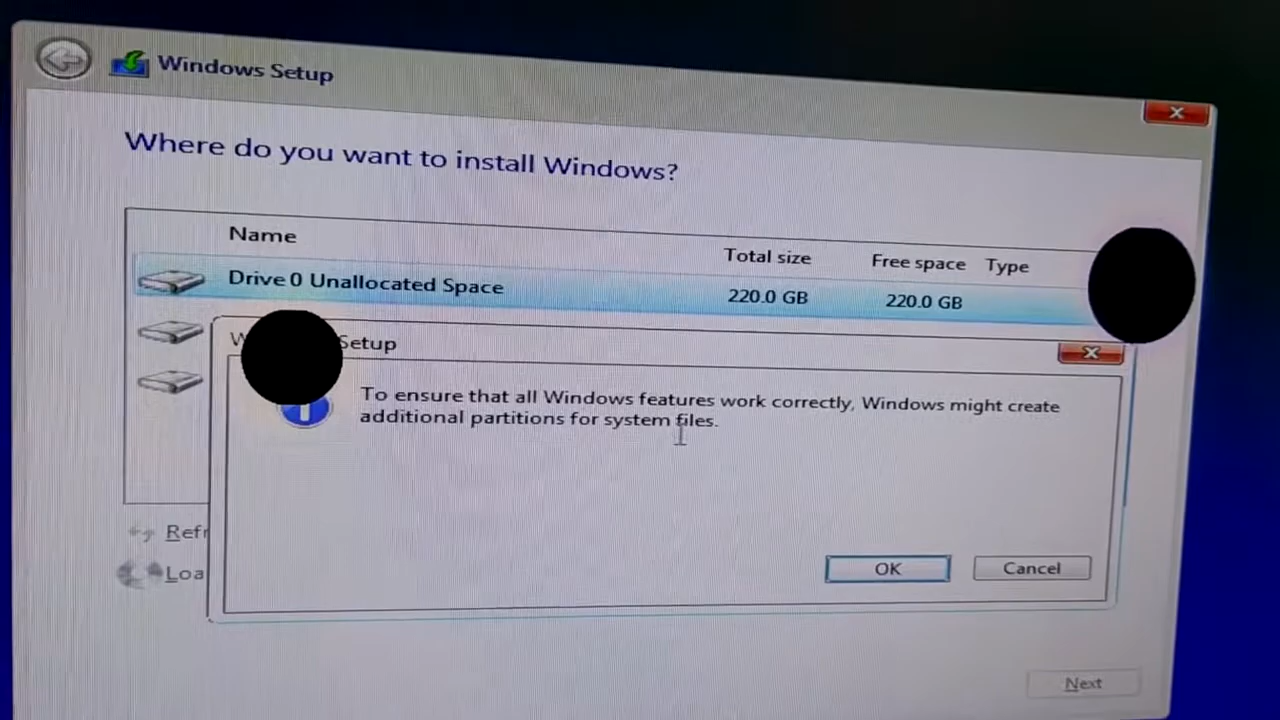 Windows Setup
Where do you want to install Windows?
Name Total size Free space Type
Drive 0 Unallocated Space 220.0 GB 220.0 GB
Setup
To ensure that all Windows features work correctly, Windows might create
additional partitions for system files.
OK Cancel
Refr
Loa
Next